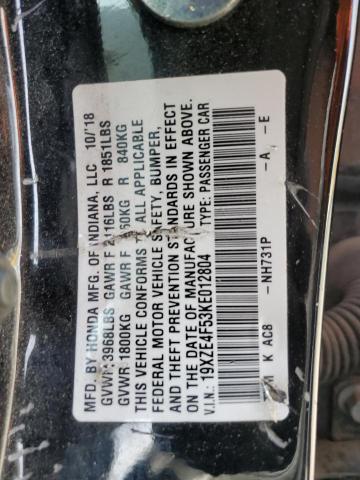 MFD. BY HONDA MFG. OF INDIANA, LLC 10/'18
GVWR 3968LBS GAWR F 2116LBS R 1851LBS
GVWR 1800KG GAWR F 960KG R 840KG
THIS VEHICLE CONFORMS TO ALL APPLICABLE
FEDERAL MOTOR VEHICLE SAFETY, BUMPER,
AND THEFT PREVENTION STANDARDS IN EFFECT
ON THE DATE OF MANUFACTURE SHOWN ABOVE.
V.I.N.: 19XZE4F53KE012804 TYPE: PASSENGER CAR
K AC8 -NH731P -A -E